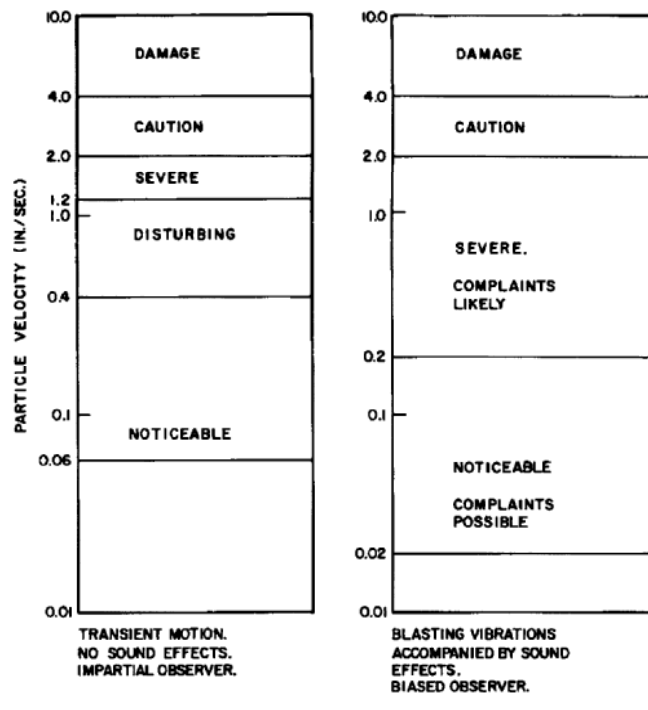 PARTICLE VELOCITY (IN./SEC.)
10.0
DAMAGE
4.0
CAUTION
2.0
SEVERE
1.2
1.0
DISTURBING
0.4
0.1
NOTICEABLE
0.06
0.01
TRANSIENT MOTION.
NO SOUND EFFECTS.
IMPARTIAL OBSERVER.
10.0
DAMAGE
4.0
CAUTION
2.0
1.0
SEVERE.
COMPLAINTS
LIKELY
0.2
0.1
NOTICEABLE
COMPLAINTS
POSSIBLE
0.02
0.01
BLASTING VIBRATIONS
ACCOMPANIED BY SOUND
EFFECTS.
BIASED OBSERVER.